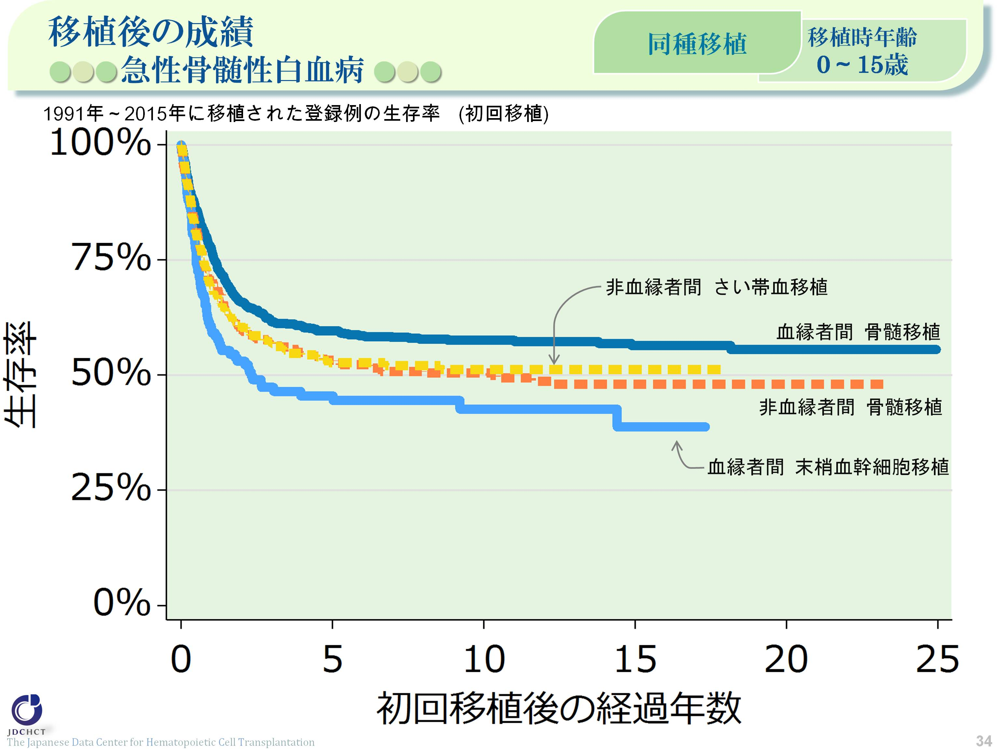 移植後の成績
急性骨髄性白血病
同種移植
移植時年齢
0～15歳
1991年～2015年に移植された登録例の生存率 (初回移植)
100%
75%
50%
25%
0%
生存率
非血縁者間 さい帯血移植
血縁者間 骨髄移植
非血縁者間 骨髄移植
血縁者間 末梢血幹細胞移植
0 5 10 15 20 25
初回移植後の経過年数
JDCHCT
The Japanese Data Center for Hematopoietic Cell Transplantation
34